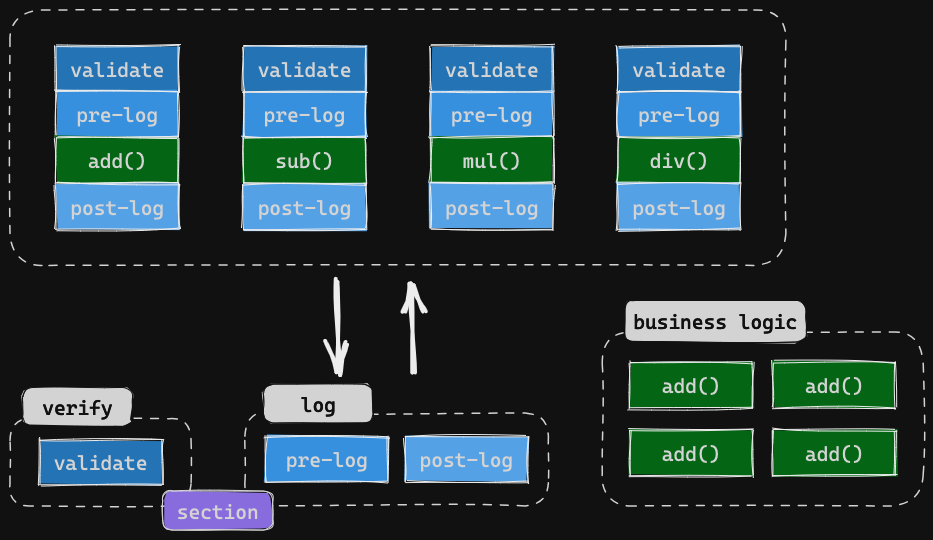 validate validate validate validate
pre-log pre-log pre-log pre-log
add() sub() mul() div()
post-log post-log post-log post-log
business logic
add() add()
add() add()
verify
validate
log
pre-log post-log
section